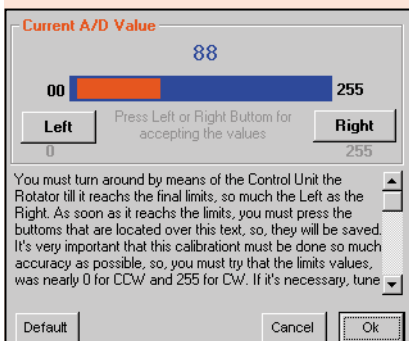 Current A/D Value
88
00 255
Left Press Left or Right Buttom for Right
accepting the values
0 255
You must turn around by means of the Control Unit the
Rotator till it reachs the final limits, so much the Left as the
Right. As soon as it reachs the limits, you must press the
buttoms that are located over this text, so, they will be saved.
It's very important that this calibrationt must be done so much
accuracy as possible, so, you must try that the limits values,
was nearly 0 for CCW and 255 for CW. If it's necessary, tune
Default Cancel Ok